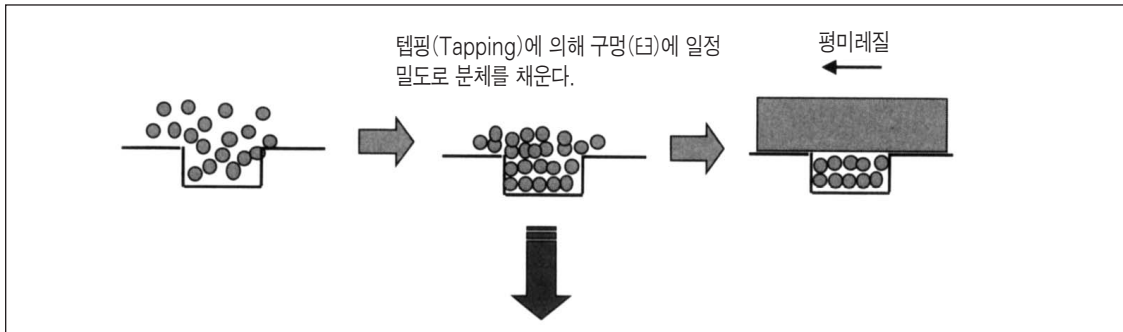 텝핑(Tapping)에 의해 구멍(臼)에 일정
밀도로 분체를 채운다.
평미레질